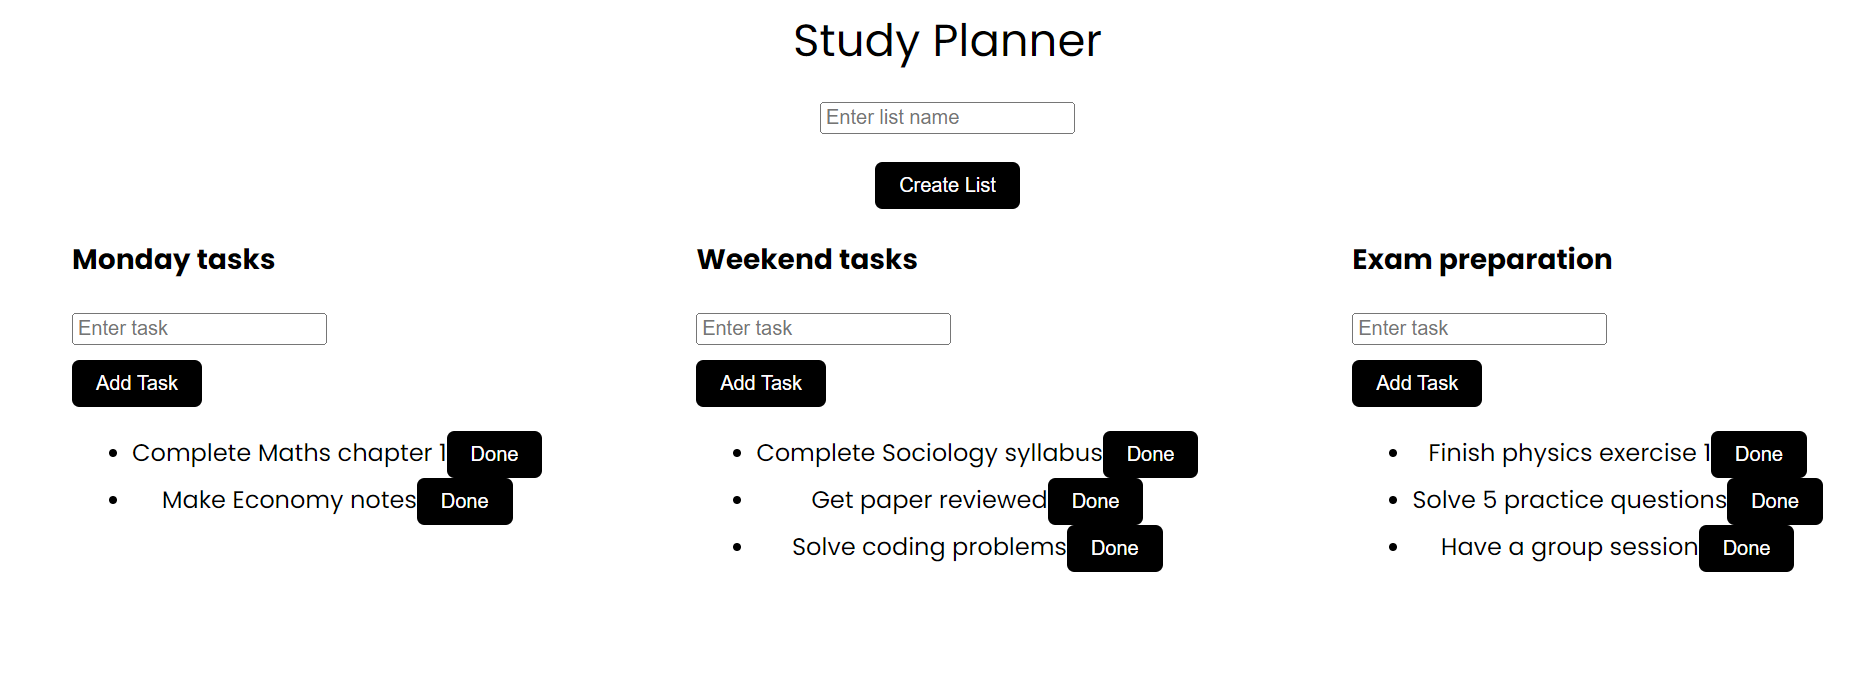 Study Planner
Enter list name
Create List
Monday tasks
Enter task
Add Task
Complete Maths chapter 1 Done
Make Economy notes Done
Weekend tasks
Enter task
Add Task
Complete Sociology syllabus Done
Get paper reviewed Done
Solve coding problems Done
Exam preparation
Enter task
Add Task
Finish physics exercise 1 Done
Solve 5 practice questions Done
Have a group session Done